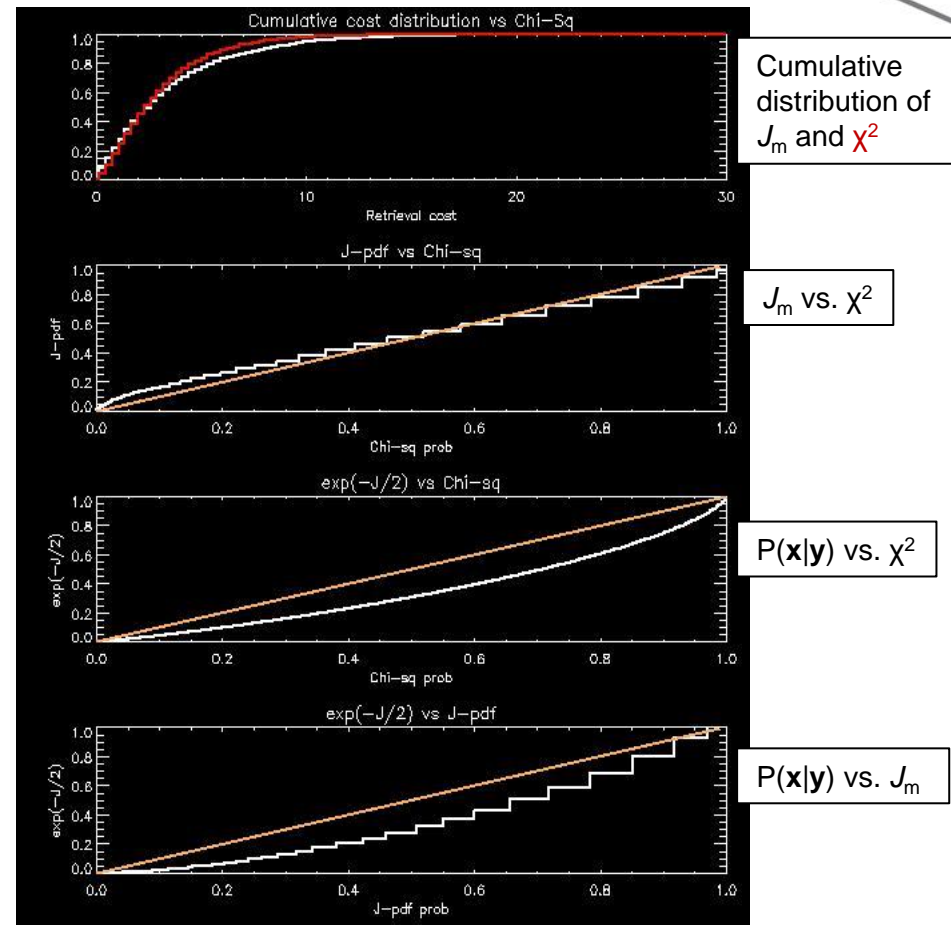 Cumulative cost distribution vs Chi-Sq
1.0
0.8
0.6
0.4
0.2
0.0
0 10 20 30
Retrieval cost
Cumulative
distribution of
Jm and χ2
J-pdf vs Chi-sq
J-pdf
1.0
0.8
0.6
0.4
0.2
0.0
0.0 0.2 0.4 0.6 0.8 1.0
Chi-sq prob
Jm vs. χ2
exp(-J/2) vs Chi-sq
exp(-J/2)
1.0
0.8
0.6
0.4
0.2
0.0
0.0 0.2 0.4 0.6 0.8 1.0
Chi-sq prob
P(x|y) vs. χ2
exp(-J/2) vs J-pdf
exp(-J/2)
1.0
0.8
0.6
0.4
0.2
0.0
0.0 0.2 0.4 0.6 0.8 1.0
J-pdf prob
P(x|y) vs. Jm